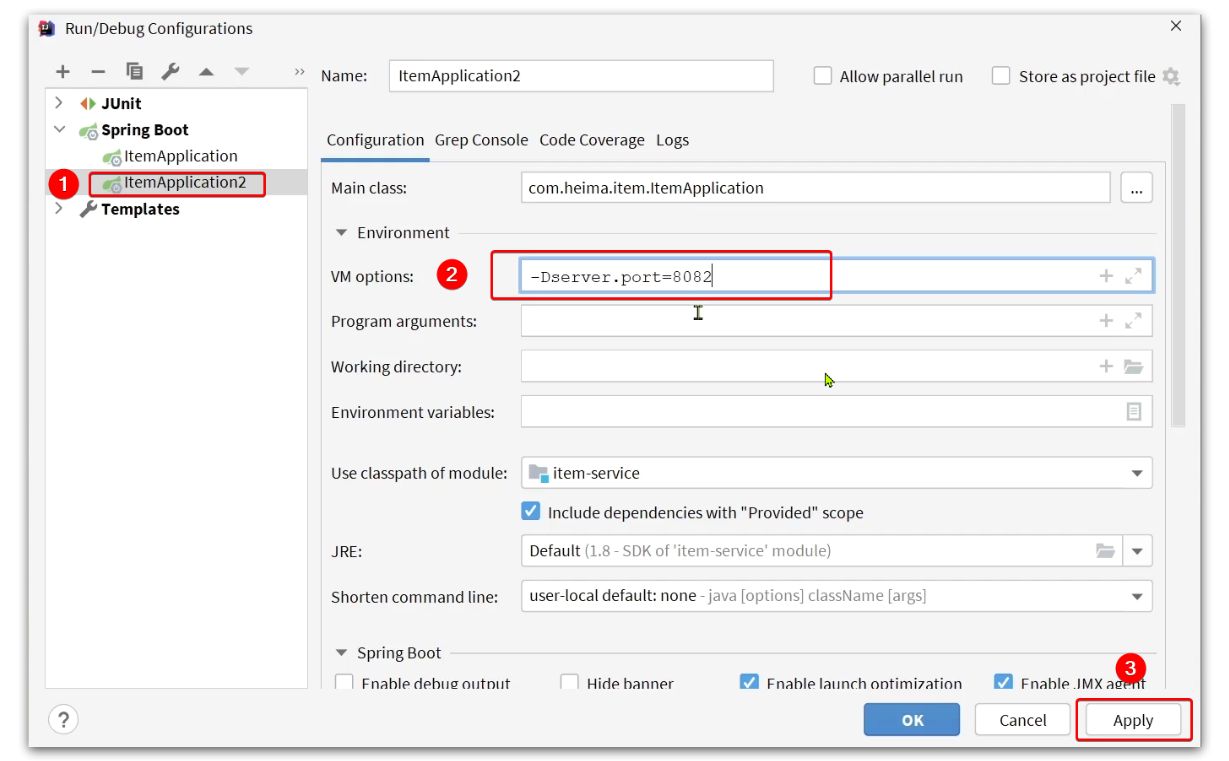 Run/Debug Configurations
Name: ItemApplication2 Allow parallel run Store as project file
JUnit
Spring Boot
ItemApplication
1 ItemApplication2
Templates
Configuration Grep Console Code Coverage Logs
Main class: com.heima.item.ItemApplication ...
Environment
VM options: 2 -Dserver.port=8082
Program arguments:
Working directory:
Environment variables:
Use classpath of module: item-service
Include dependencies with "Provided" scope
JRE: Default (1.8 - SDK of 'item-service' module)
Shorten command line: user-local default: none - java [options] className [args]
Spring Boot
3
Enable debug output Hide banner Enable launch optimization Enable JMX agent
? OK Cancel Apply